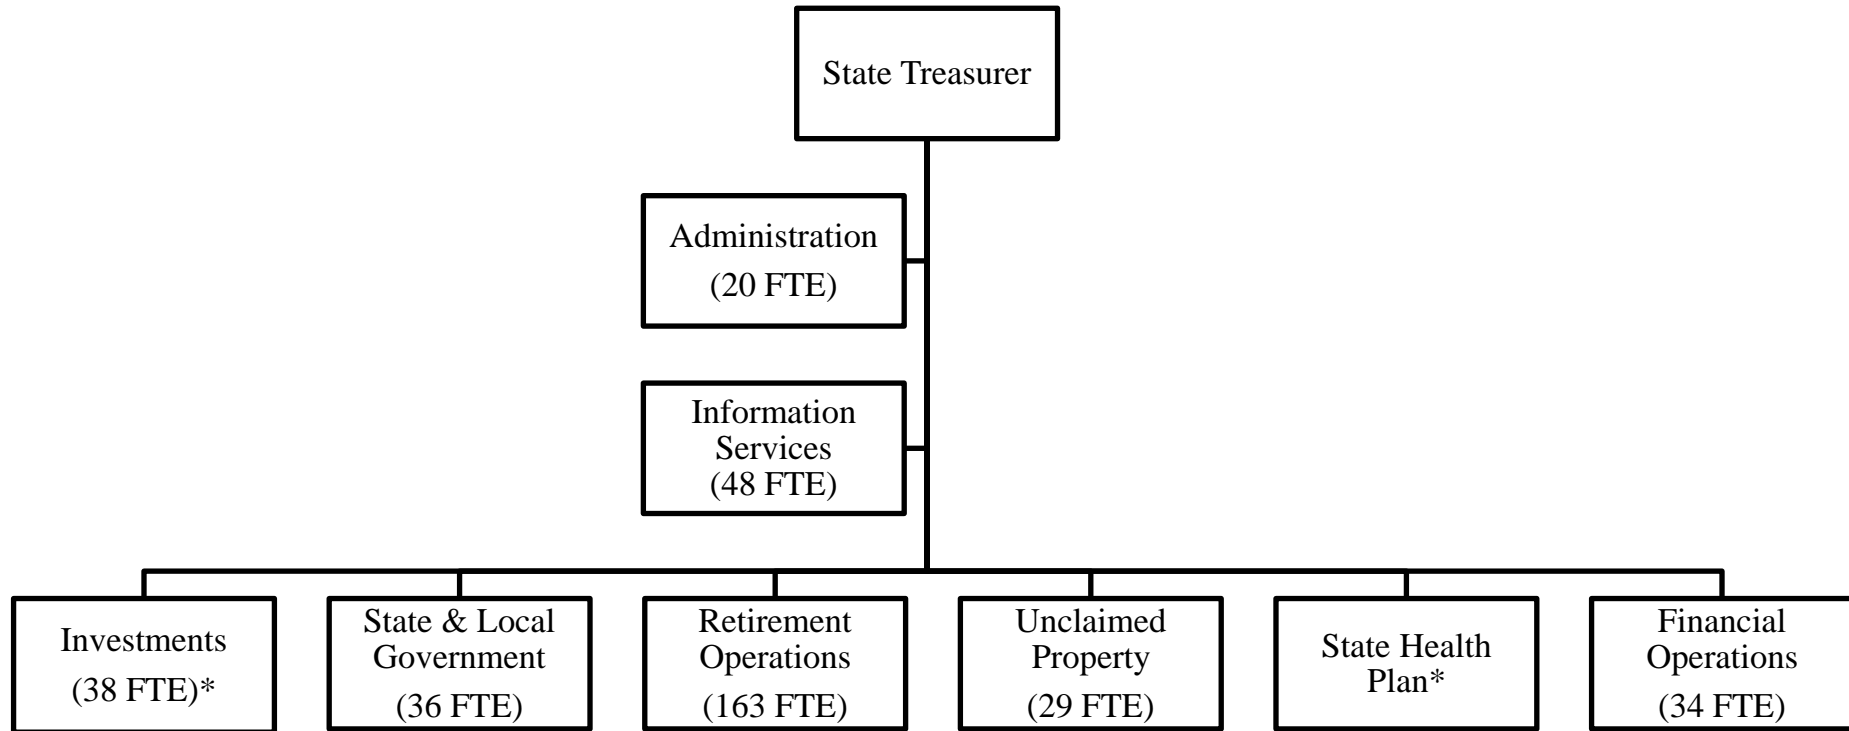 State Treasurer
Administration
(20 FTE)
Information
Services
(48 FTE)
Investments
(38 FTE)*
State & Local
Government
(36 FTE)
Retirement
Operations
(163 FTE)
Unclaimed
Property
(29 FTE)
State Health
Plan*
Financial
Operations
(34 FTE)